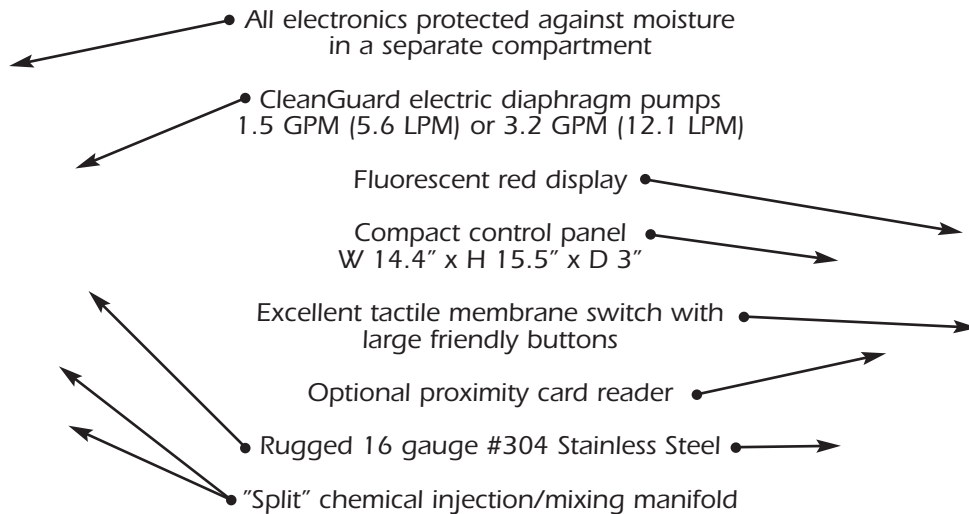 All electronics protected against moisture
in a separate compartment
CleanGuard electric diaphragm pumps
1.5 GPM (5.6 LPM) or 3.2 GPM (12.1 LPM)
Fluorescent red display
Compact control panel
W 14.4” x H 15.5” x D 3”
Excellent tactile membrane switch with
large friendly buttons
Optional proximity card reader
Rugged 16 gauge #304 Stainless Steel
”Split” chemical injection/mixing manifold